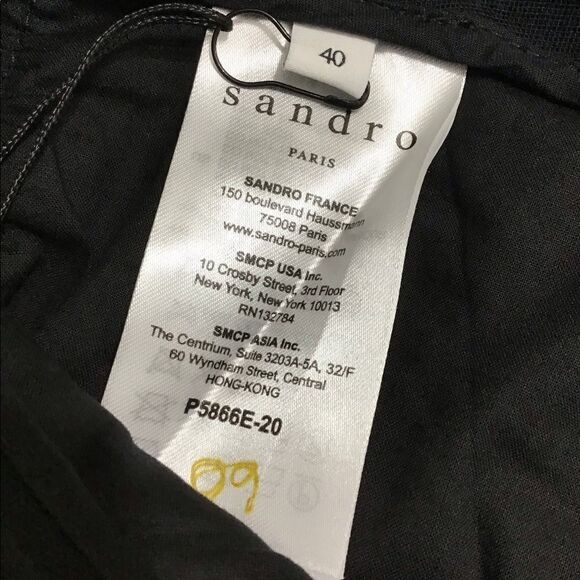 40
sandro
PARIS
SANDRO FRANCE
150 boulevard Haussmann
75008 Paris
www.sandro-paris.com
SMCP USA Inc.
10 Crosby Street, 3rd Floor
New York, New York 10013
RN132784
SMCP ASIA Inc.
The Centrium, Suite 3203A-5A, 32/F
60 Wyndham Street, Central
HONG-KONG
P5866E-20
09